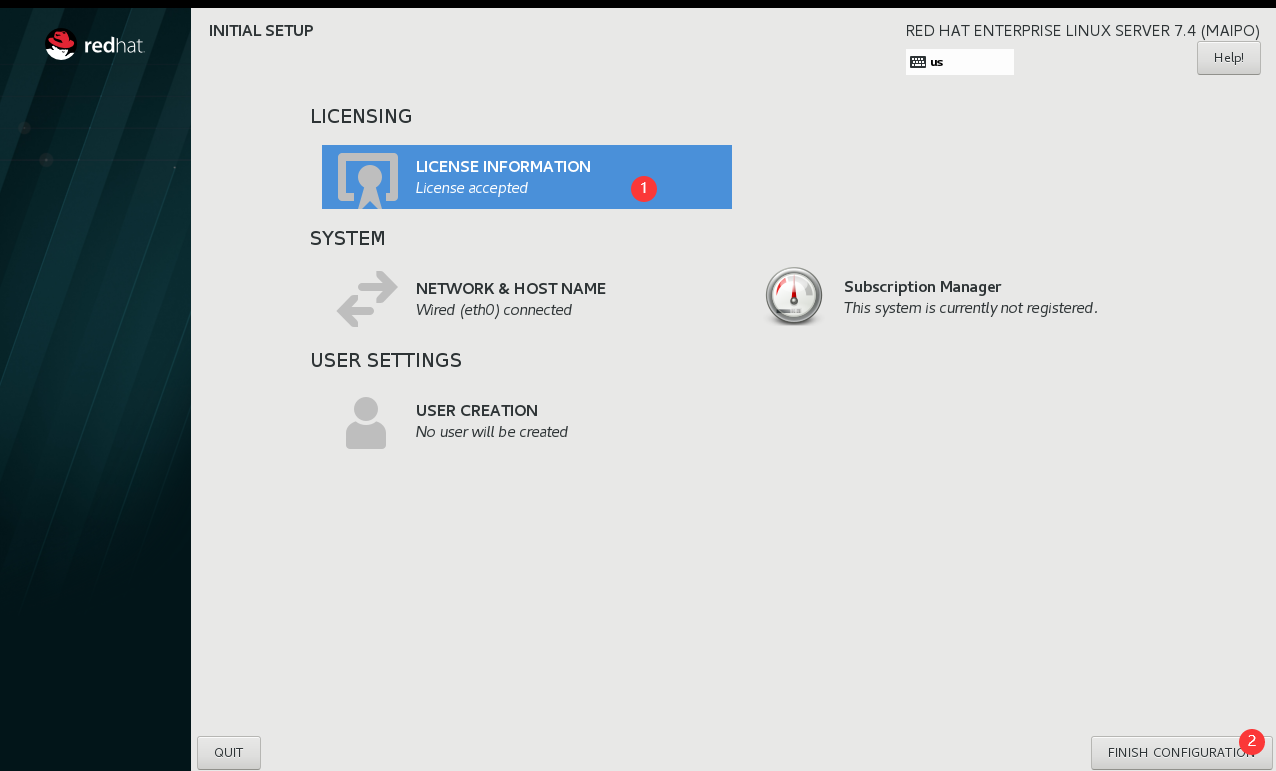 redhat.
INITIAL SETUP
RED HAT ENTERPRISE LINUX SERVER 7.4 (MAIPO)
us
Help!
LICENSING
LICENSE INFORMATION
License accepted
1
SYSTEM
NETWORK & HOST NAME
Wired (eth0) connected
Subscription Manager
This system is currently not registered.
USER SETTINGS
USER CREATION
No user will be created
QUIT
FINISH CONFIGURATION
2